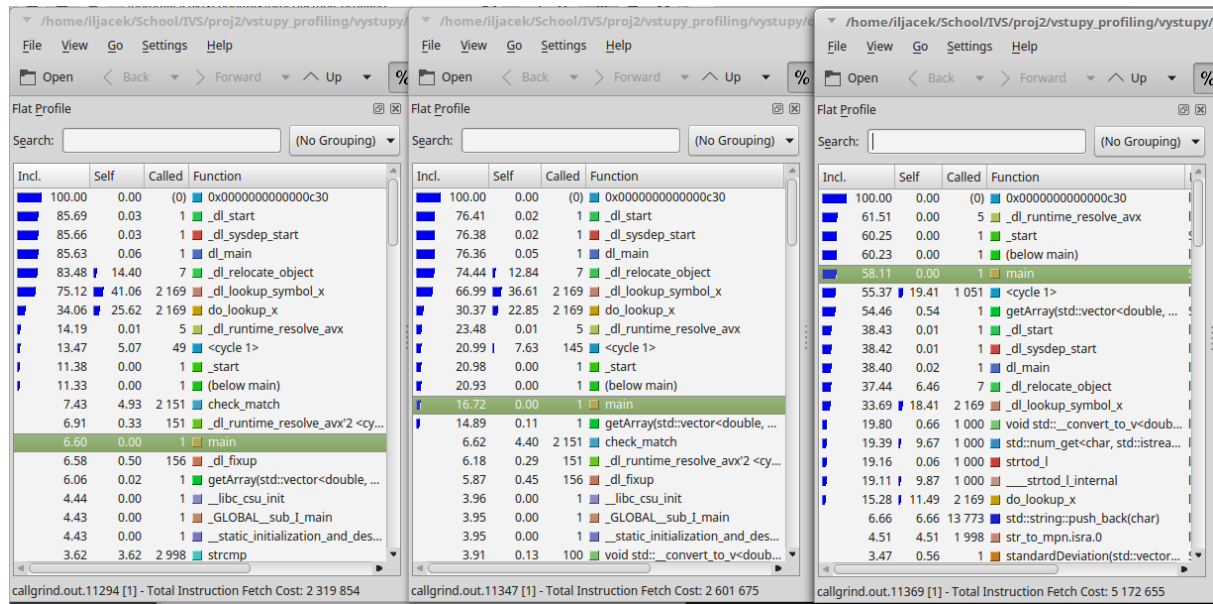 /home/iljacek/School/IVS/proj2/vstupy_profiling/vystupy/
File View Go Settings Help
Open Back Forward Up %
Flat Profile
Search: (No Grouping)
Incl. Self Called Function
100.00 0.00 (0) 0x0000000000000c30
85.69 0.03 1 _dl_start
85.66 0.03 1 _dl_sysdep_start
85.63 0.06 1 dl_main
83.48 14.40 7 _dl_relocate_object
75.12 41.06 2 169 _dl_lookup_symbol_x
34.06 25.62 2 169 do_lookup_x
14.19 0.01 5 _dl_runtime_resolve_avx
13.47 5.07 49 <cycle 1>
11.38 0.00 1 _start
11.33 0.00 1 (below main)
7.43 4.93 2 151 check_match
6.91 0.33 151 _dl_runtime_resolve_avx'2 <cy...
6.60 0.00 1 main
6.58 0.50 156 _dl_fixup
6.06 0.02 1 getArray(std::vector<double, ...
4.44 0.00 1 __libc_csu_init
4.43 0.00 1 _GLOBAL__sub_I_main
4.43 0.00 1 __static_initialization_and_des...
3.62 3.62 2 998 strcmp
callgrind.out.11294 [1] - Total Instruction Fetch Cost: 2 319 854
/home/iljacek/School/IVS/proj2/vstupy_profiling/vystupy/
File View Go Settings Help
Open Back Forward Up %
Flat Profile
Search: (No Grouping)
Incl. Self Called Function
100.00 0.00 (0) 0x0000000000000c30
76.41 0.02 1 _dl_start
76.38 0.02 1 _dl_sysdep_start
76.36 0.05 1 dl_main
74.44 12.84 7 _dl_relocate_object
66.99 36.61 2 169 _dl_lookup_symbol_x
30.37 22.85 2 169 do_lookup_x
23.48 0.01 5 _dl_runtime_resolve_avx
20.99 7.63 145 <cycle 1>
20.98 0.00 1 _start
20.93 0.00 1 (below main)
16.72 0.00 1 main
14.89 0.11 1 getArray(std::vector<double, ...
6.62 4.40 2 151 check_match
6.18 0.29 151 _dl_runtime_resolve_avx'2 <cy...
5.87 0.45 156 _dl_fixup
3.96 0.00 1 __libc_csu_init
3.95 0.00 1 _GLOBAL__sub_I_main
3.95 0.00 1 __static_initialization_and_des...
3.91 0.13 100 void std::__convert_to_v<doub...
callgrind.out.11347 [1] - Total Instruction Fetch Cost: 2 601 675
/home/iljacek/School/IVS/proj2/vstupy_profiling/vystupy/
File View Go Settings Help
Open Back Forward Up %
Flat Profile
Search: (No Grouping)
Incl. Self Called Function
100.00 0.00 (0) 0x0000000000000c30
61.51 0.00 5 _dl_runtime_resolve_avx
60.25 0.00 1 _start
60.23 0.00 1 (below main)
58.11 0.00 1 main
55.37 19.41 1 051 <cycle 1>
54.46 0.54 1 getArray(std::vector<double, ...
38.43 0.01 1 _dl_start
38.42 0.01 1 _dl_sysdep_start
38.40 0.02 1 dl_main
37.44 6.46 7 _dl_relocate_object
33.69 18.41 2 169 _dl_lookup_symbol_x
19.80 0.66 1 000 void std::__convert_to_v<doub...
19.39 9.67 1 000 std::num_get<char, std::istrea...
19.16 0.06 1 000 strtod_l
19.11 9.87 1 000 ____strtod_l_internal
15.28 11.49 2 169 do_lookup_x
6.66 6.66 13 773 std::string::push_back(char)
4.51 4.51 1 998 str_to_mpn.isra.0
3.47 0.56 1 standardDeviation(std::vector...
callgrind.out.11369 [1] - Total Instruction Fetch Cost: 5 172 655